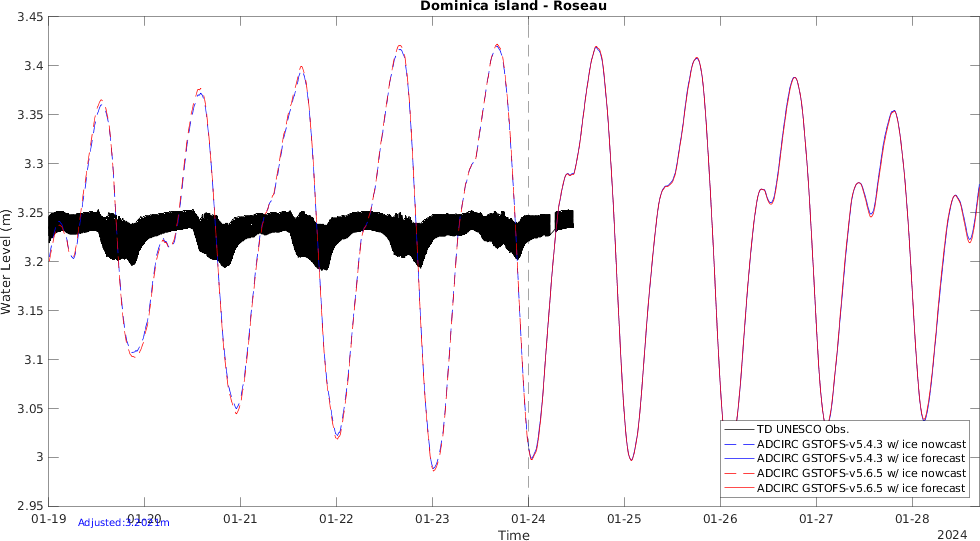 Dominica island - Roseau
3.45
3.4
3.35
3.3
3.25
3.2
3.15
3.1
3.05
3
2.95
Water Level (m)
TD UNESCO Obs.
ADCIRC GSTOFS-v5.4.3 w/ ice nowcast
ADCIRC GSTOFS-v5.4.3 w/ ice forecast
ADCIRC GSTOFS-v5.6.5 w/ ice nowcast
ADCIRC GSTOFS-v5.6.5 w/ ice forecast
01-19 01-20 01-21 01-22 01-23 01-24 01-25 01-26 01-27 01-28
Adjusted:3.2021m
Time
2024